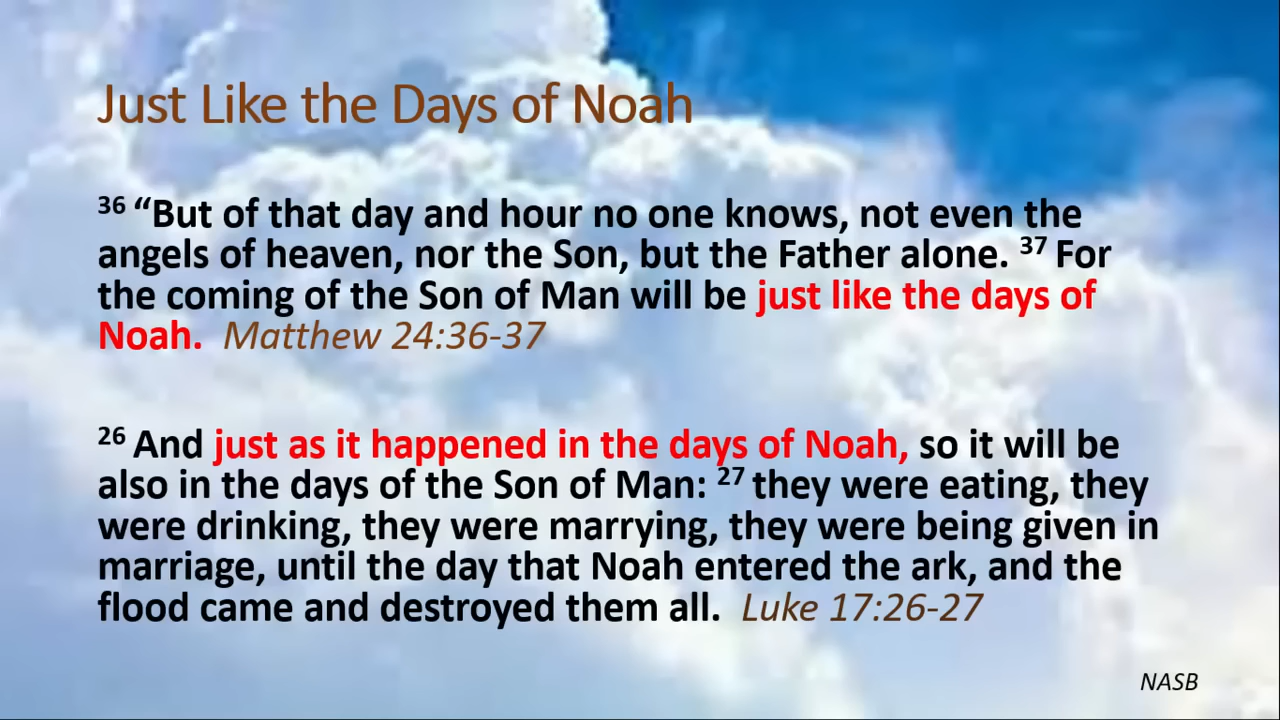 Just Like the Days of Noah
36 “But of that day and hour no one knows, not even the
angels of heaven, nor the Son, but the Father alone. 37 For
the coming of the Son of Man will be just like the days of
Noah. Matthew 24:36-37
26 And just as it happened in the days of Noah, so it will be
also in the days of the Son of Man: 27 they were eating, they
were drinking, they were marrying, they were being given in
marriage, until the day that Noah entered the ark, and the
flood came and destroyed them all. Luke 17:26-27
NASB